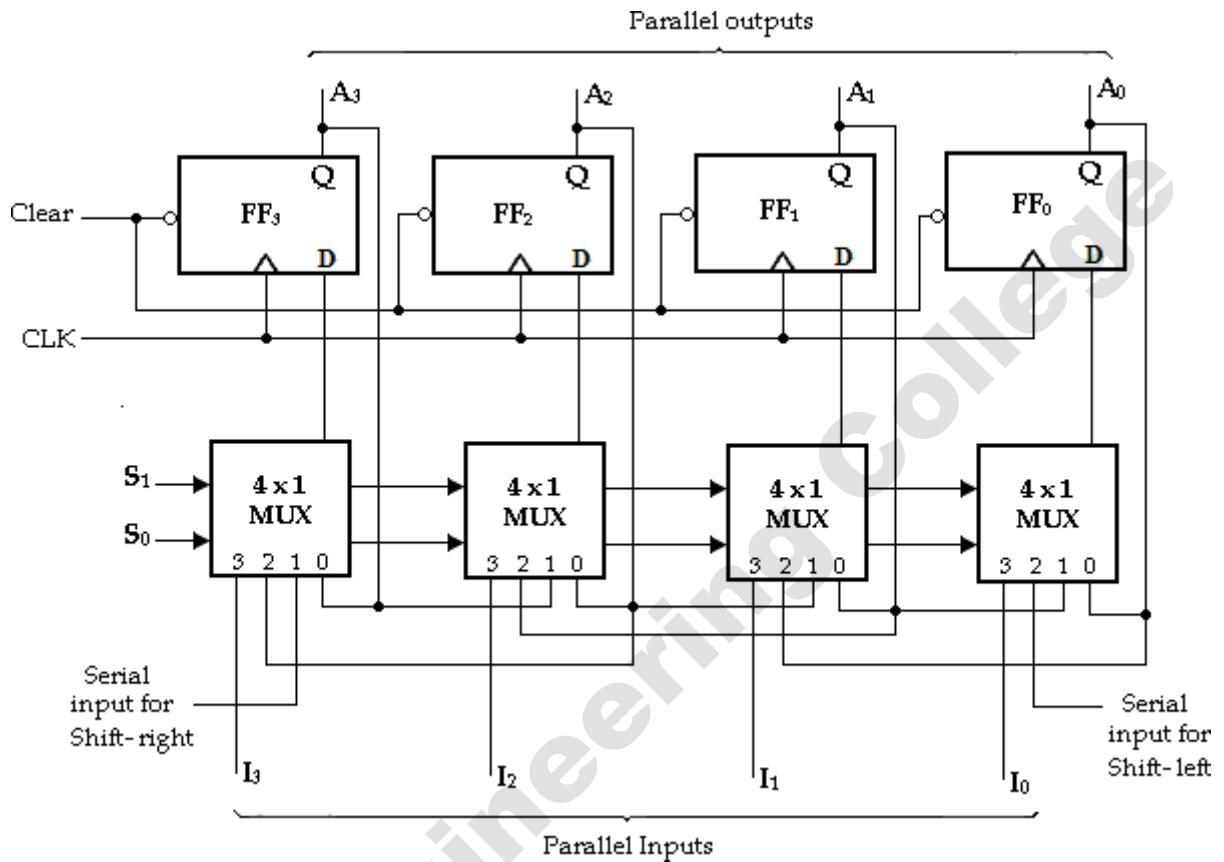 Parallel outputs
A₃ A₂ A₁ A₀
Q Q Q Q
Clear FF₃ FF₂ FF₁ FF₀
D D D D
CLK
S₁ 4 x 1 4 x 1 4 x 1 4 x 1
MUX MUX MUX MUX
S₀
3 2 1 0 3 2 1 0 3 2 1 0 3 2 1 0
Serial
input for
Shift-right
Serial
input for
Shift-left
I₃ I₂ I₁ I₀
Parallel Inputs
ineering College